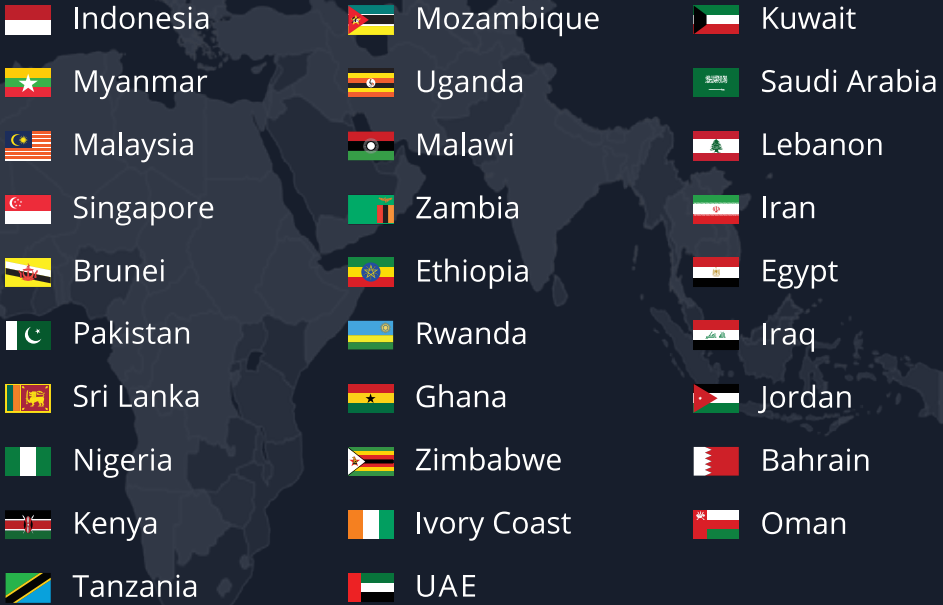 Indonesia
Myanmar
Malaysia
Singapore
Brunei
Pakistan
Sri Lanka
Nigeria
Kenya
Tanzania
Mozambique
Uganda
Malawi
Zambia
Ethiopia
Rwanda
Ghana
Zimbabwe
Ivory Coast
UAE
Kuwait
Saudi Arabia
Lebanon
Iran
Egypt
Iraq
Jordan
Bahrain
Oman